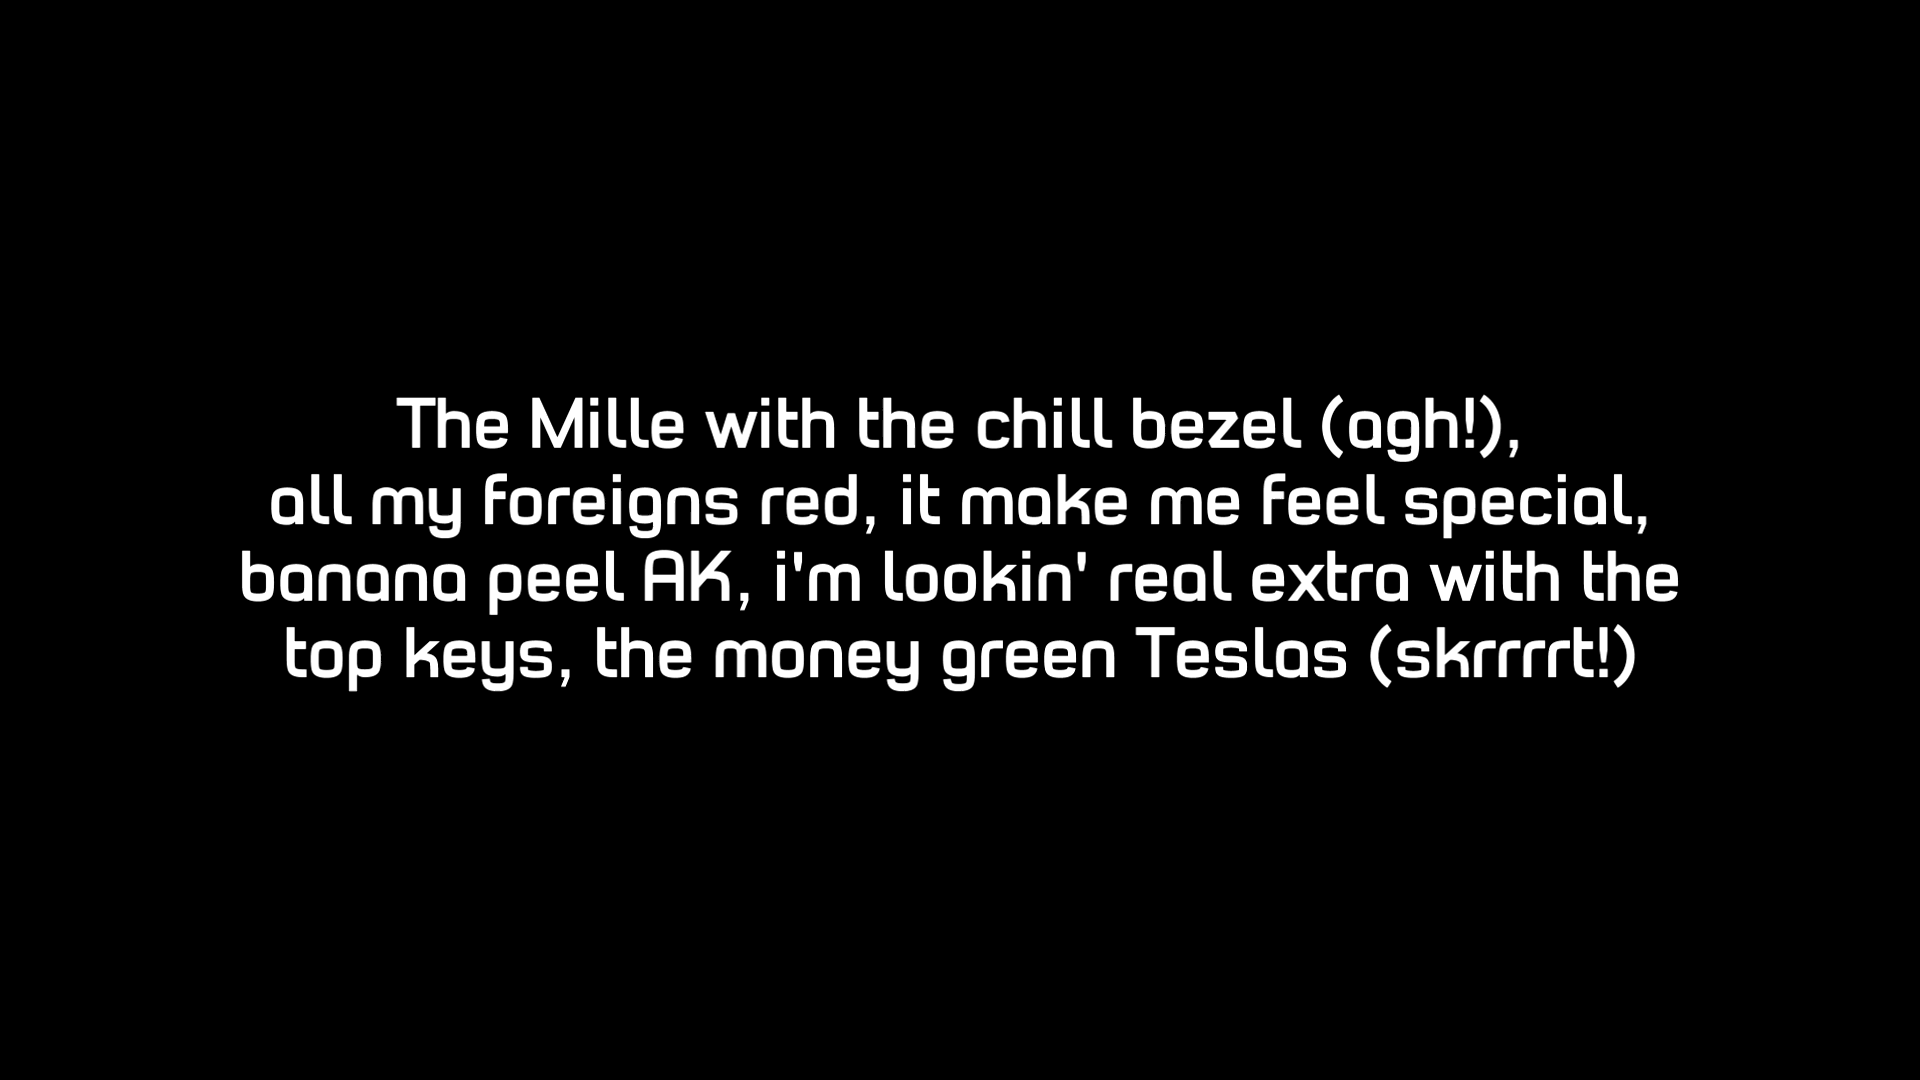 The Mille with the chill bezel (agh!),
all my foreigns red, it make me feel special,
banana peel AK, i'm lookin' real extra with the
top keys, the money green Teslas (skrrrrt!)